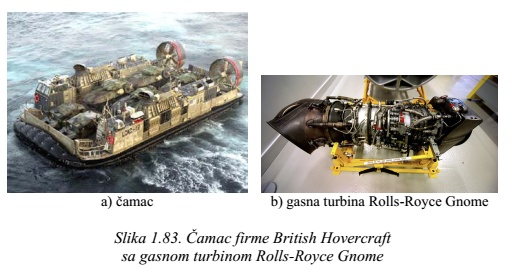 a) čamac
b) gasna turbina Rolls-Royce Gnome
Slika 1.83. Čamac firme British Hovercraft
sa gasnom turbinom Rolls-Royce Gnome